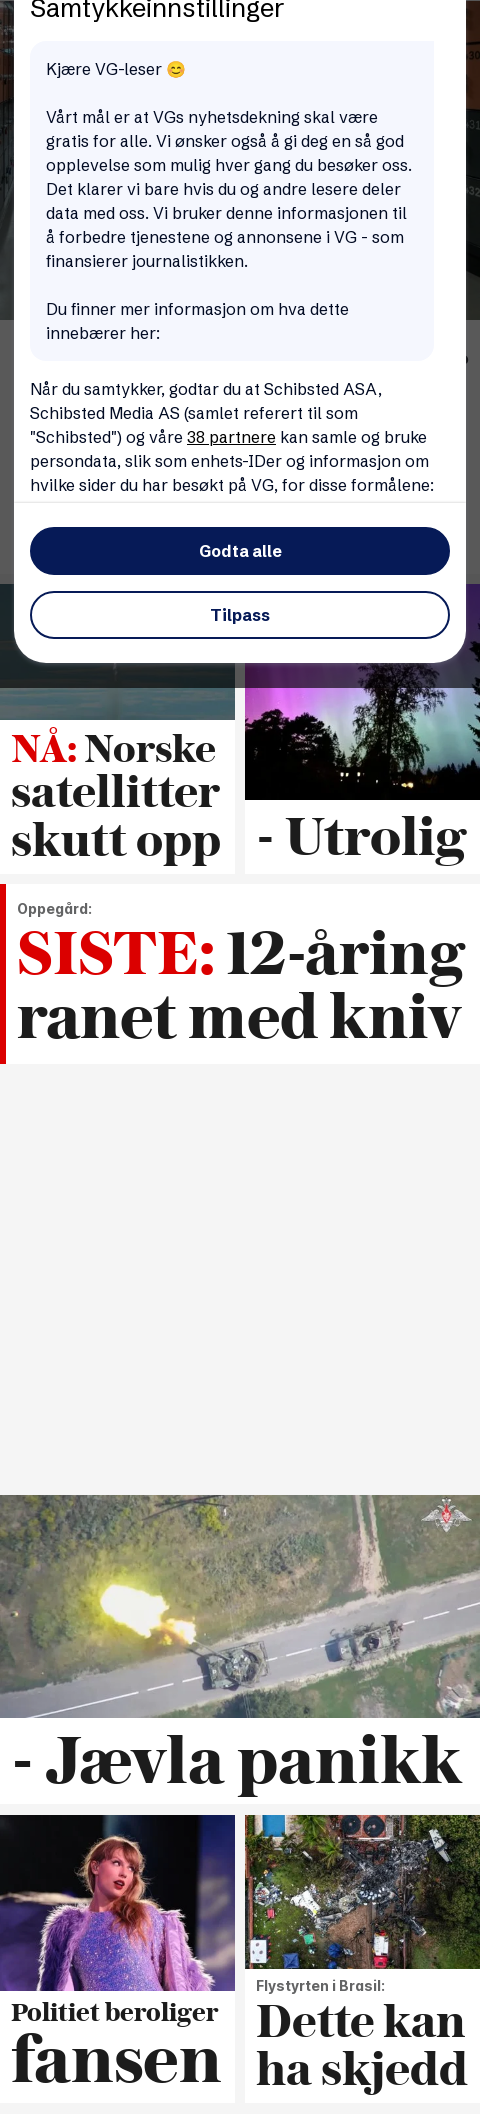 Samtykkeinnstillinger
Kjære VG-leser 😊
Vårt mål er at VGs nyhetsdekning skal være
gratis for alle. Vi ønsker også å gi deg en så god
opplevelse som mulig hver gang du besøker oss.
Det klarer vi bare hvis du og andre lesere deler
data med oss. Vi bruker denne informasjonen til
å forbedre tjenestene og annonsene i VG - som
finansierer journalistikken.
Du finner mer informasjon om hva dette
innebærer her:
Når du samtykker, godtar du at Schibsted ASA,
Schibsted Media AS (samlet referert til som
"Schibsted") og våre 38 partnere kan samle og bruke
persondata, slik som enhets-IDer og informasjon om
hvilke sider du har besøkt på VG, for disse formålene:
Godta alle
Tilpass
NÅ: Norske
satellitter
skutt opp
- Utrolig
Oppegård:
SISTE: 12-åring
ranet med kniv
- Jævla panikk
Politiet beroliger
fansen
Flystyrten i Brasil:
Dette kan
ha skjedd